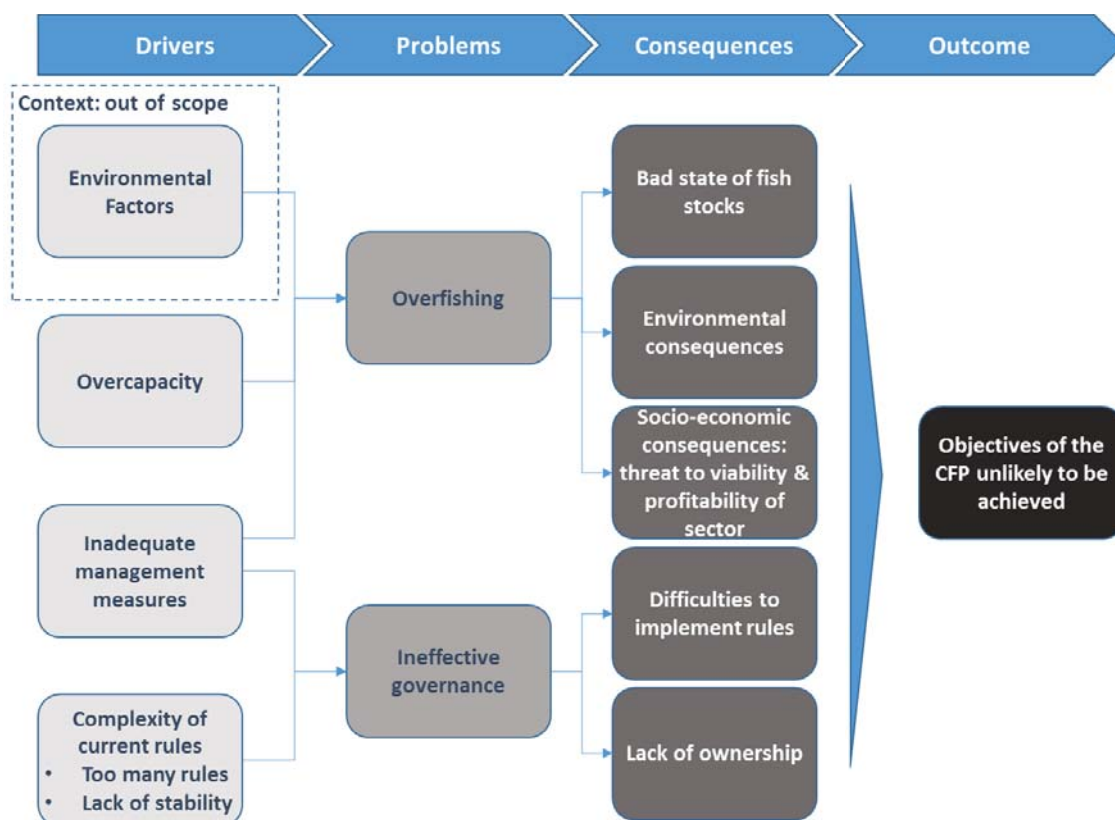 Drivers
Problems
Consequences
Outcome
Context: out of scope
Environmental
Factors
Overcapacity
Inadequate
management
measures
Complexity of
current rules
• Too many rules
• Lack of stability
Overfishing
Ineffective
governance
Bad state of fish
stocks
Environmental
consequences
Socio-economic
consequences:
threat to viability &
profitability of
sector
Difficulties to
implement rules
Lack of ownership
Objectives of the
CFP unlikely to be
achieved